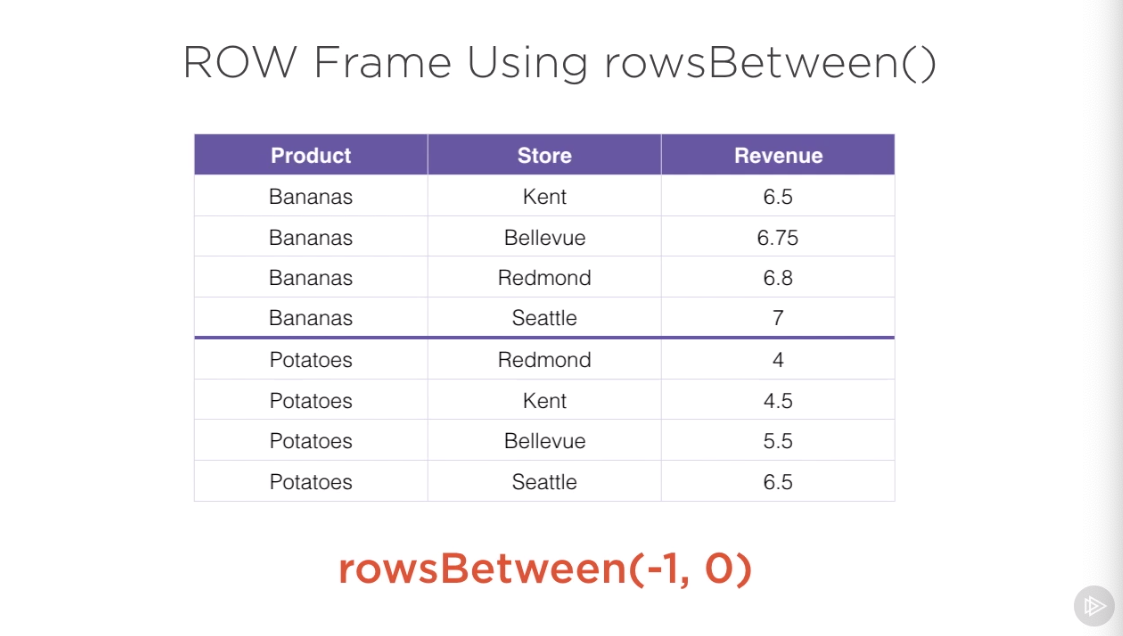 ROW Frame Using rowsBetween()
Product Store Revenue
Bananas Kent 6.5
Bananas Bellevue 6.75
Bananas Redmond 6.8
Bananas Seattle 7
Potatoes Redmond 4
Potatoes Kent 4.5
Potatoes Bellevue 5.5
Potatoes Seattle 6.5
rowsBetween(-1, 0)